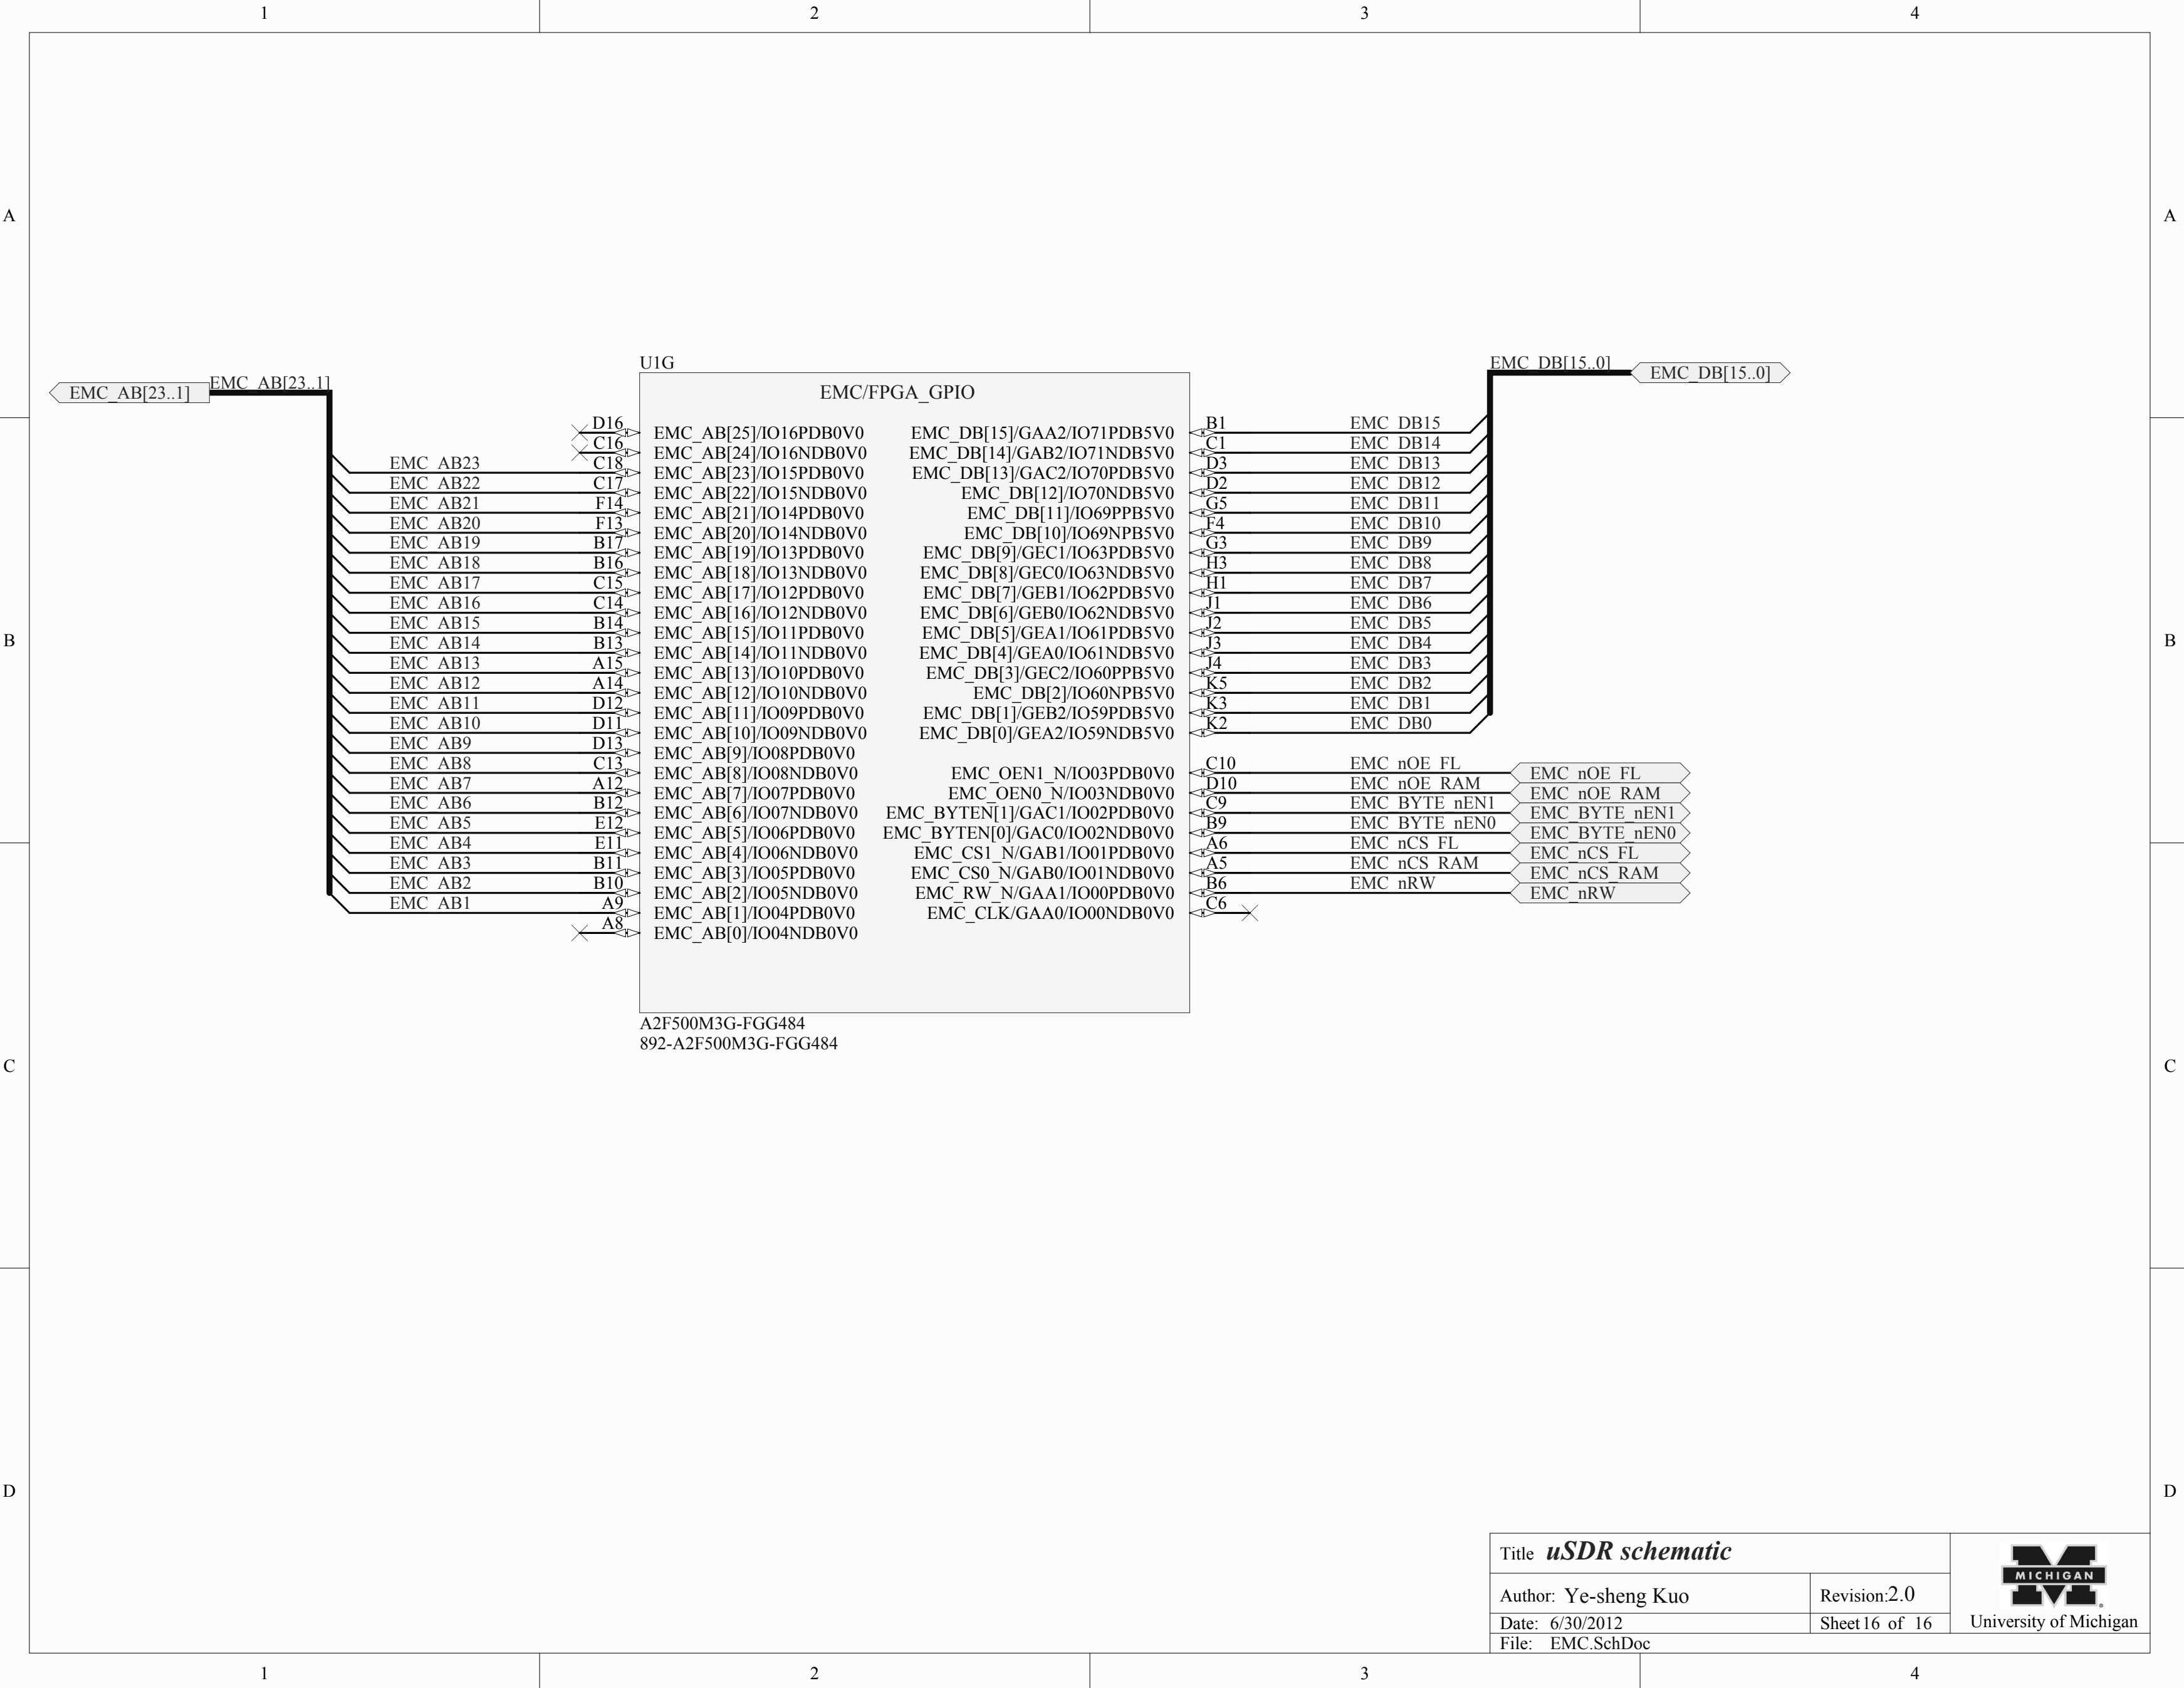 1 2 3 4
A A
U1G
EMC_DB[15..0]
EMC_DB[15..0]
EMC_AB[23..1]
EMC_AB[23..1]
EMC/FPGA_GPIO
D16 EMC_AB[25]/IO16PDB0V0 EMC_DB[15]/GAA2/IO71PDB5V0 B1 EMC_DB15
C16 EMC_AB[24]/IO16NDB0V0 EMC_DB[14]/GAB2/IO71NDB5V0 C1 EMC_DB14
EMC_AB23 C18 EMC_AB[23]/IO15PDB0V0 EMC_DB[13]/GAC2/IO70PDB5V0 D3 EMC_DB13
EMC_AB22 C17 EMC_AB[22]/IO15NDB0V0 EMC_DB[12]/IO70NDB5V0 D2 EMC_DB12
EMC_AB21 F14 EMC_AB[21]/IO14PDB0V0 EMC_DB[11]/IO69PPB5V0 G5 EMC_DB11
EMC_AB20 F13 EMC_AB[20]/IO14NDB0V0 EMC_DB[10]/IO69NPB5V0 F4 EMC_DB10
EMC_AB19 B17 EMC_AB[19]/IO13PDB0V0 EMC_DB[9]/GEC1/IO63PDB5V0 G3 EMC_DB9
EMC_AB18 B16 EMC_AB[18]/IO13NDB0V0 EMC_DB[8]/GEC0/IO63NDB5V0 H3 EMC_DB8
EMC_AB17 C15 EMC_AB[17]/IO12PDB0V0 EMC_DB[7]/GEB1/IO62PDB5V0 H1 EMC_DB7
EMC_AB16 C14 EMC_AB[16]/IO12NDB0V0 EMC_DB[6]/GEB0/IO62NDB5V0 J1 EMC_DB6
EMC_AB15 B14 EMC_AB[15]/IO11PDB0V0 EMC_DB[5]/GEA1/IO61PDB5V0 J2 EMC_DB5
B B
EMC_AB14 B13 EMC_AB[14]/IO11NDB0V0 EMC_DB[4]/GEA0/IO61NDB5V0 J3 EMC_DB4
EMC_AB13 A15 EMC_AB[13]/IO10PDB0V0 EMC_DB[3]/GEC2/IO60PPB5V0 J4 EMC_DB3
EMC_AB12 A14 EMC_AB[12]/IO10NDB0V0 EMC_DB[2]/IO60NPB5V0 K5 EMC_DB2
EMC_AB11 D12 EMC_AB[11]/IO09PDB0V0 EMC_DB[1]/GEB2/IO59PDB5V0 K3 EMC_DB1
EMC_AB10 D11 EMC_AB[10]/IO09NDB0V0 EMC_DB[0]/GEA2/IO59NDB5V0 K2 EMC_DB0
EMC_AB9 D13 EMC_AB[9]/IO08PDB0V0
EMC_AB8 C13 EMC_AB[8]/IO08NDB0V0 EMC_OEN1_N/IO03PDB0V0 C10 EMC_nOE_FL EMC_nOE_FL
EMC_AB7 A12 EMC_AB[7]/IO07PDB0V0 EMC_OEN0_N/IO03NDB0V0 D10 EMC_nOE_RAM EMC_nOE_RAM
EMC_AB6 B12 EMC_AB[6]/IO07NDB0V0 EMC_BYTEN[1]/GAC1/IO02PDB0V0 C9 EMC_BYTE_nEN1 EMC_BYTE_nEN1
EMC_AB5 E12 EMC_AB[5]/IO06PDB0V0 EMC_BYTEN[0]/GAC0/IO02NDB0V0 B9 EMC_BYTE_nEN0 EMC_BYTE_nEN0
EMC_AB4 E11 EMC_AB[4]/IO06NDB0V0 EMC_CS1_N/GAB1/IO01PDB0V0 A6 EMC_nCS_FL EMC_nCS_FL
EMC_AB3 B11 EMC_AB[3]/IO05PDB0V0 EMC_CS0_N/GAB0/IO01NDB0V0 A5 EMC_nCS_RAM EMC_nCS_RAM
EMC_AB2 B10 EMC_AB[2]/IO05NDB0V0 EMC_RW_N/GAA1/IO00PDB0V0 B6 EMC_nRW EMC_nRW
EMC_AB1 A9 EMC_AB[1]/IO04PDB0V0 EMC_CLK/GAA0/IO00NDB0V0 C6
A8 EMC_AB[0]/IO04NDB0V0
A2F500M3G-FGG484
892-A2F500M3G-FGG484
C C
D D
Title uSDR schematic
Author: Ye-sheng Kuo Revision:2.0
Date: 6/30/2012 Sheet 16 of 16
File: EMC.SchDoc
MICHIGAN
University of Michigan
1 2 3 4